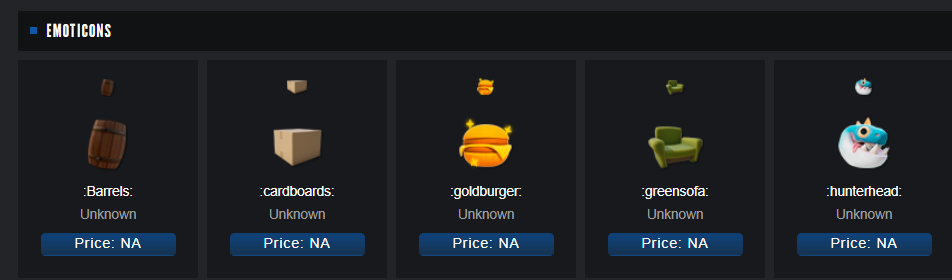 EMOTICONS
:Barrels: :cardboards: :goldburger: :greensofa: :hunterhead:
Unknown Unknown Unknown Unknown Unknown
Price: NA Price: NA Price: NA Price: NA Price: NA